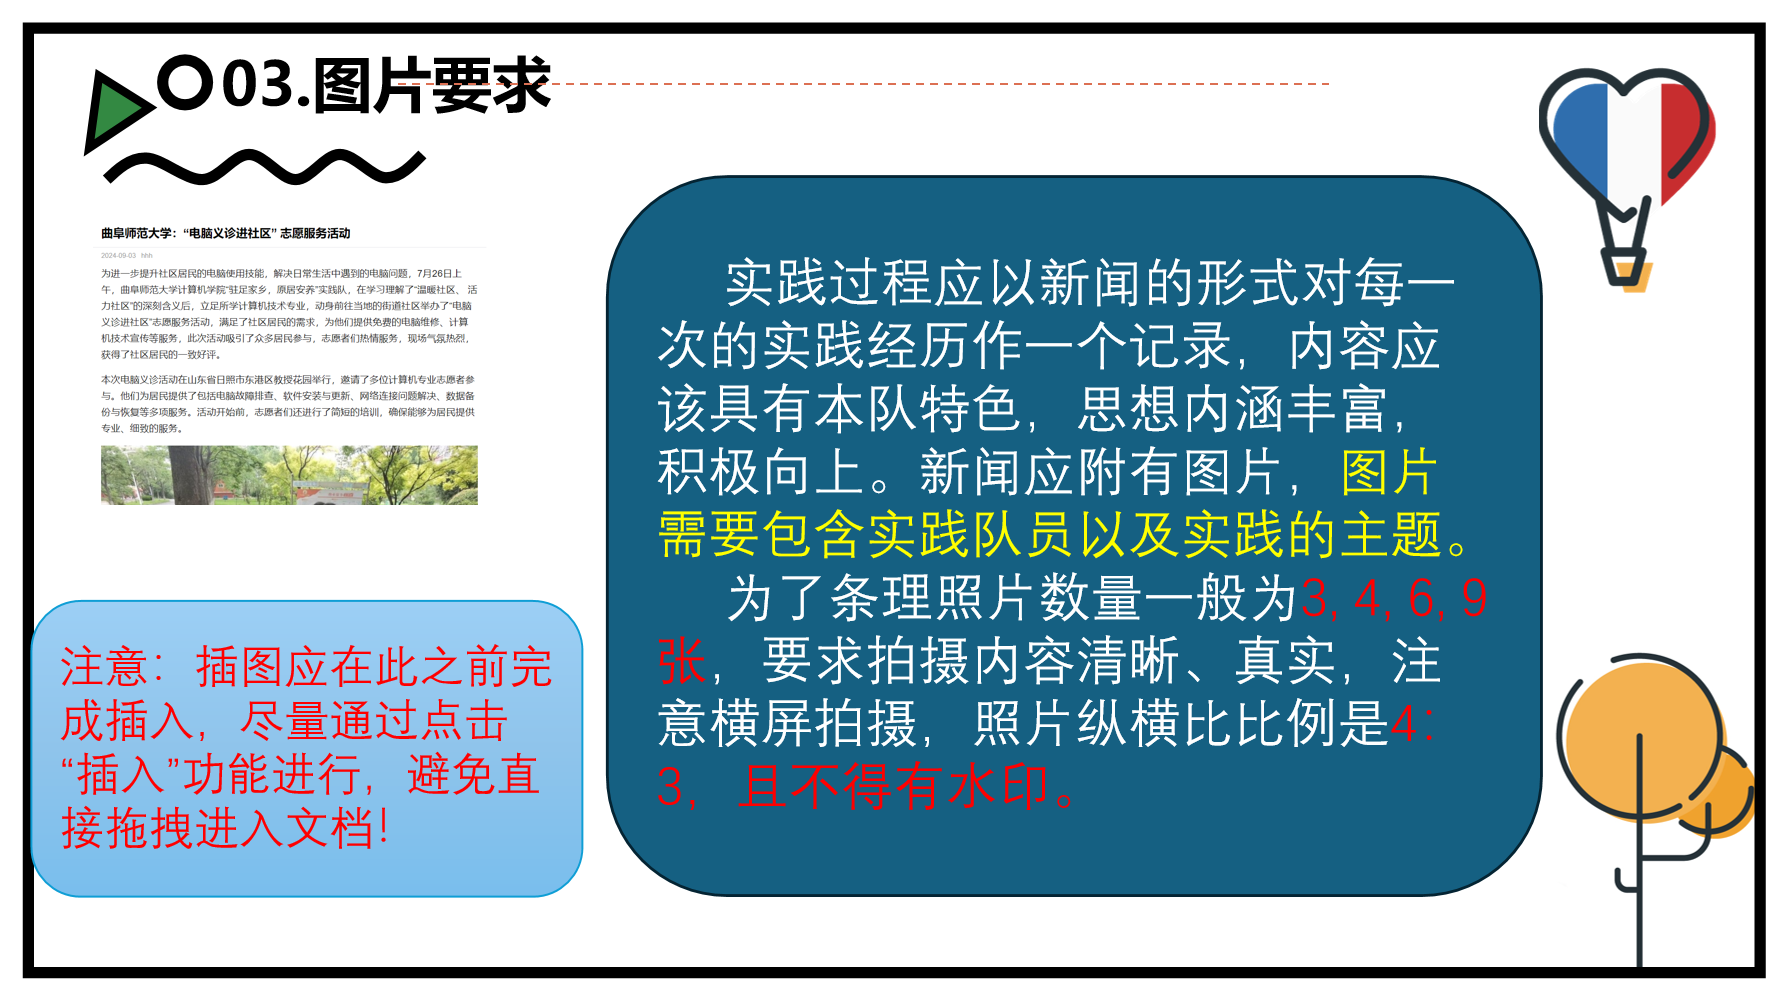 03.图片要求
曲阜师范大学：“电脑义诊进社区” 志愿服务活动
2024-09-03 hhh
为进一步提升社区居民的电脑使用技能，解决日常生活中遇到的电脑问题，7月26日上
午，曲阜师范大学计算机学院“驻足家乡，原居安养”实践队，在学习理解了“温暖社区、活
力社区”的深刻含义后，立足所学计算机技术专业，动身前往当地的街道社区举办了“电脑
义诊进社区”志愿服务活动，满足了社区居民的需求，为他们提供免费的电脑维修、计算
机技术宣传等服务，此次活动吸引了众多居民参与，志愿者们热情服务，现场气氛热烈，
获得了社区居民的一致好评。
本次电脑义诊活动在山东省日照市东港区教授花园举行，邀请了多位计算机专业志愿者参
与。他们为居民提供了包括电脑故障排查、软件安装与更新、网络连接问题解决、数据备
份与恢复等多项服务。活动开始前，志愿者们还进行了简短的培训，确保能够为居民提供
专业、细致的服务。
注意：插图应在此之前完
成插入，尽量通过点击
“插入”功能进行，避免直
接拖拽进入文档！
实践过程应以新闻的形式对每一
次的实践经历作一个记录，内容应
该具有本队特色，思想内涵丰富，
积极向上。新闻应附有图片，图片
需要包含实践队员以及实践的主题。
为了条理照片数量一般为3, 4, 6, 9
张，要求拍摄内容清晰、真实，注
意横屏拍摄，照片纵横比比例是4：
3，且不得有水印。